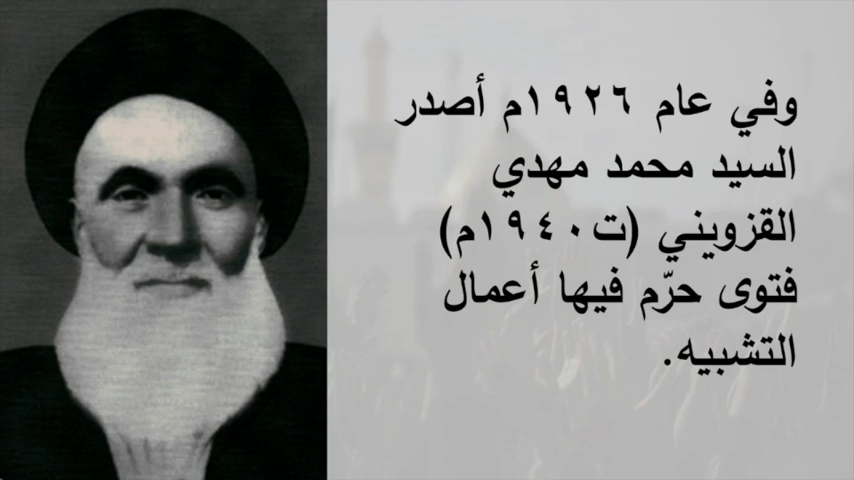 وفي عام ١٩٢٦م أصدر
السيد محمد مهدي
القزويني (ت١٩٤٠م)
فتوى حرّم فيها أعمال
التشبيه.